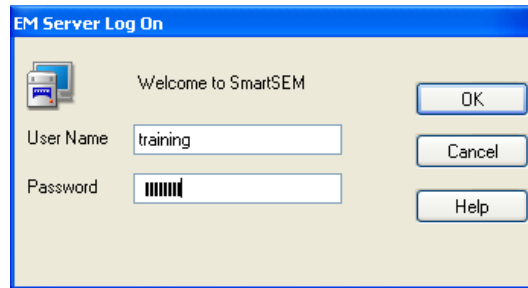 EM Server Log On
Welcome to SmartSEM
OK
User Name
training
Cancel
Password
Help